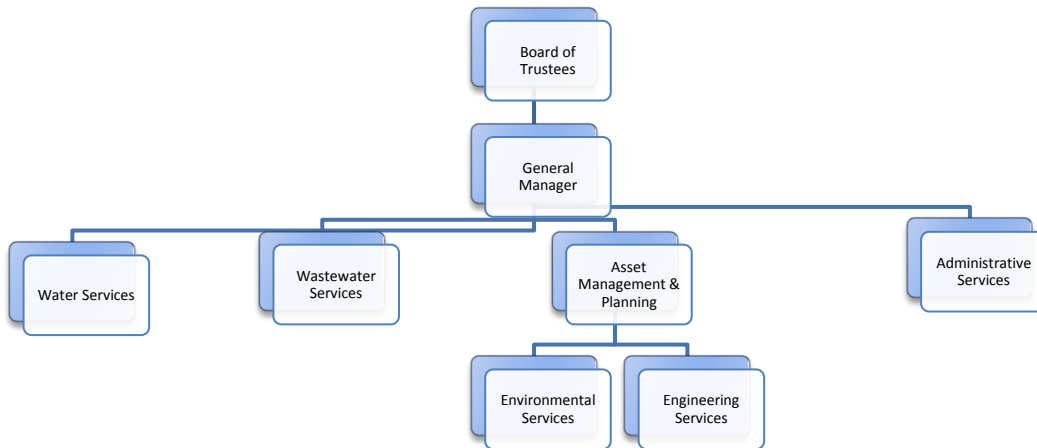 Board of
Trustees
General
Manager
Water Services
Wastewater
Services
Asset
Management &
Planning
Administrative
Services
Environmental
Services
Engineering
Services